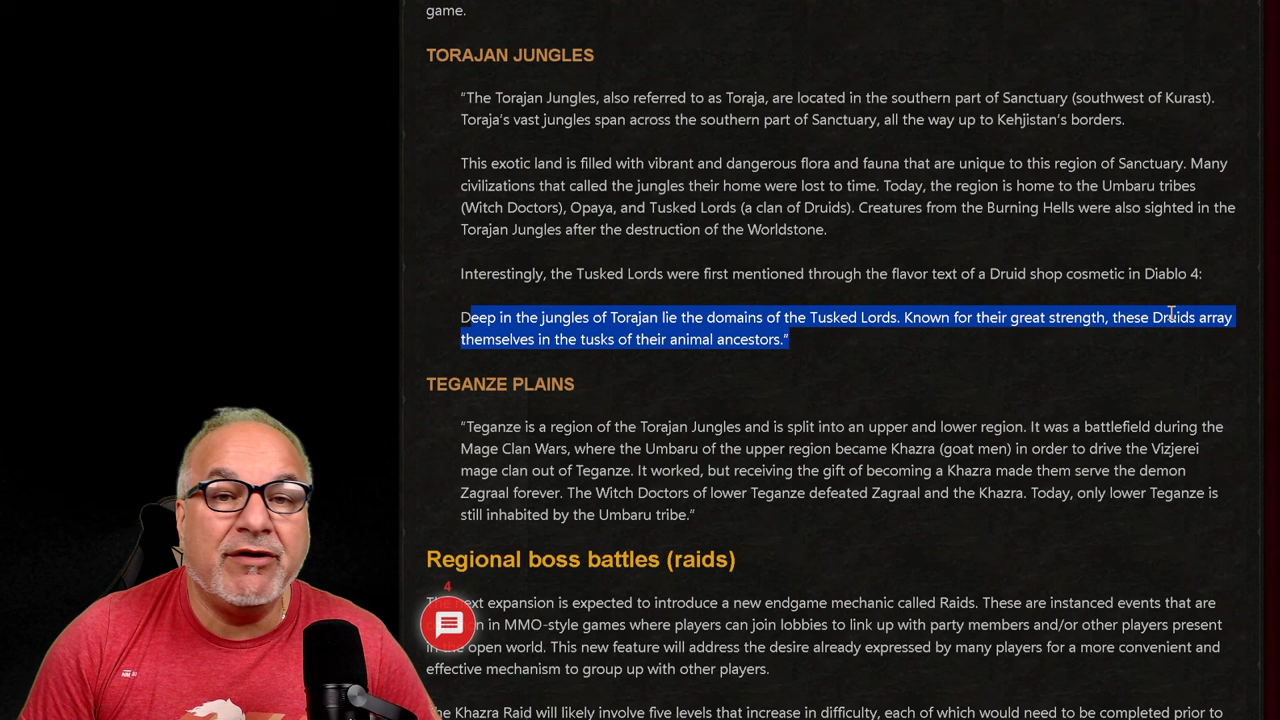 game.
TORAJAN JUNGLES
“The Torajan Jungles, also referred to as Toraja, are located in the southern part of Sanctuary (southwest of Kurast).
Toraja’s vast jungles span across the southern part of Sanctuary, all the way up to Kehjistan’s borders.
This exotic land is filled with vibrant and dangerous flora and fauna that are unique to this region of Sanctuary. Many
civilizations that called the jungles their home were lost to time. Today, the region is home to the Umbaru tribes
(Witch Doctors), Opaya, and Tusked Lords (a clan of Druids). Creatures from the Burning Hells were also sighted in the
Torajan Jungles after the destruction of the Worldstone.
Interestingly, the Tusked Lords were first mentioned through the flavor text of a Druid shop cosmetic in Diablo 4:
Deep in the jungles of Torajan lie the domains of the Tusked Lords. Known for their great strength, these Druids array
themselves in the tusks of their animal ancestors.”
TEGANZE PLAINS
“Teganze is a region of the Torajan Jungles and is split into an upper and lower region. It was a battlefield during the
Mage Clan Wars, where the Umbaru of the upper region became Khazra (goat men) in order to drive the Vizjerei
mage clan out of Teganze. It worked, but receiving the gift of becoming a Khazra made them serve the demon
Zagraal forever. The Witch Doctors of lower Teganze defeated Zagraal and the Khazra. Today, only lower Teganze is
still inhabited by the Umbaru tribe.”
Regional boss battles (raids)
4
next expansion is expected to introduce a new endgame mechanic called Raids. These are instanced events that are
in MMO-style games where players can join lobbies to link up with party members and/or other players present
open world. This new feature will address the desire already expressed by many players for a more convenient and
effective mechanism to group up with other players.
The Khazra Raid will likely involve five levels that increase in difficulty, each of which would need to be completed prior to